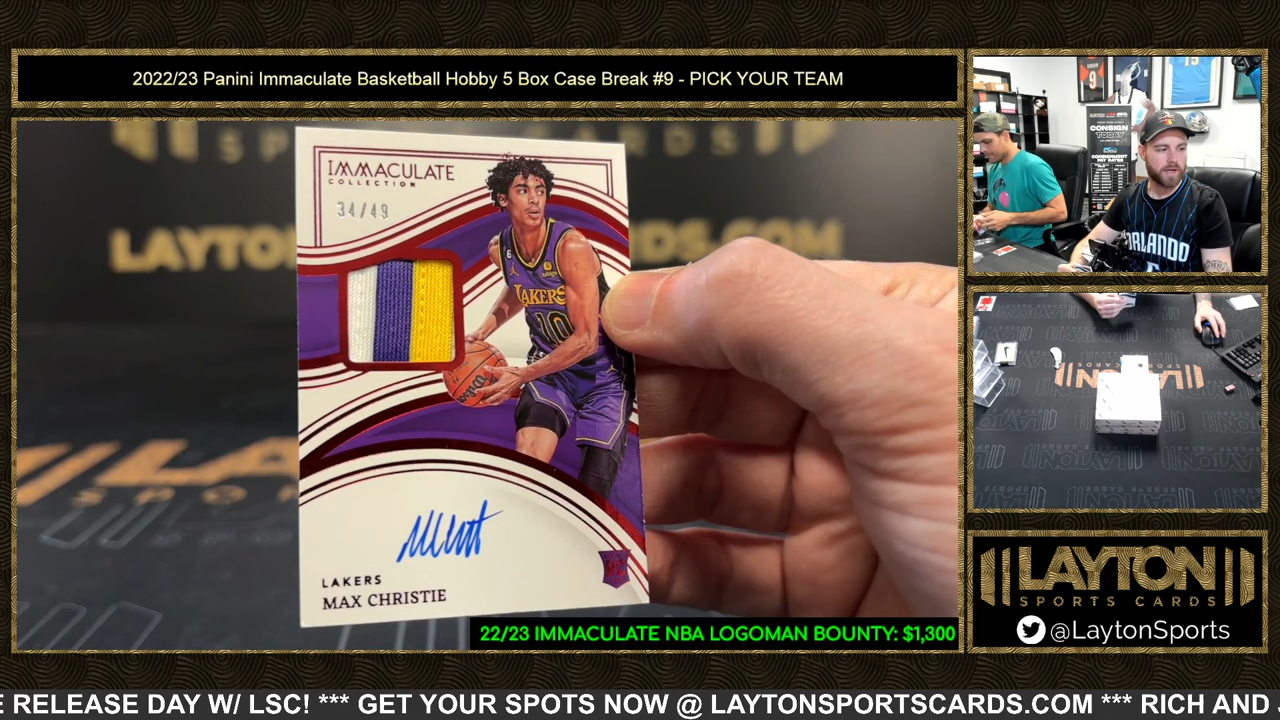 2022/23 Panini Immaculate Basketball Hobby 5 Box Case Break #9 - PICK YOUR TEAM
IMMACULATE
COLLECTION
34/49
LAKERS
10
LAKERS
MAX CHRISTIE
22/23 IMMACULATE NBA LOGOMAN BOUNTY: $1,300
CONSIGN
TODAY
ORLANDO
LAYTON
SPORTS CARDS
@LaytonSports
E RELEASE DAY W/ LSC! *** GET YOUR SPOTS NOW @ LAYTONSPORTSCARDS.COM *** RICH AND